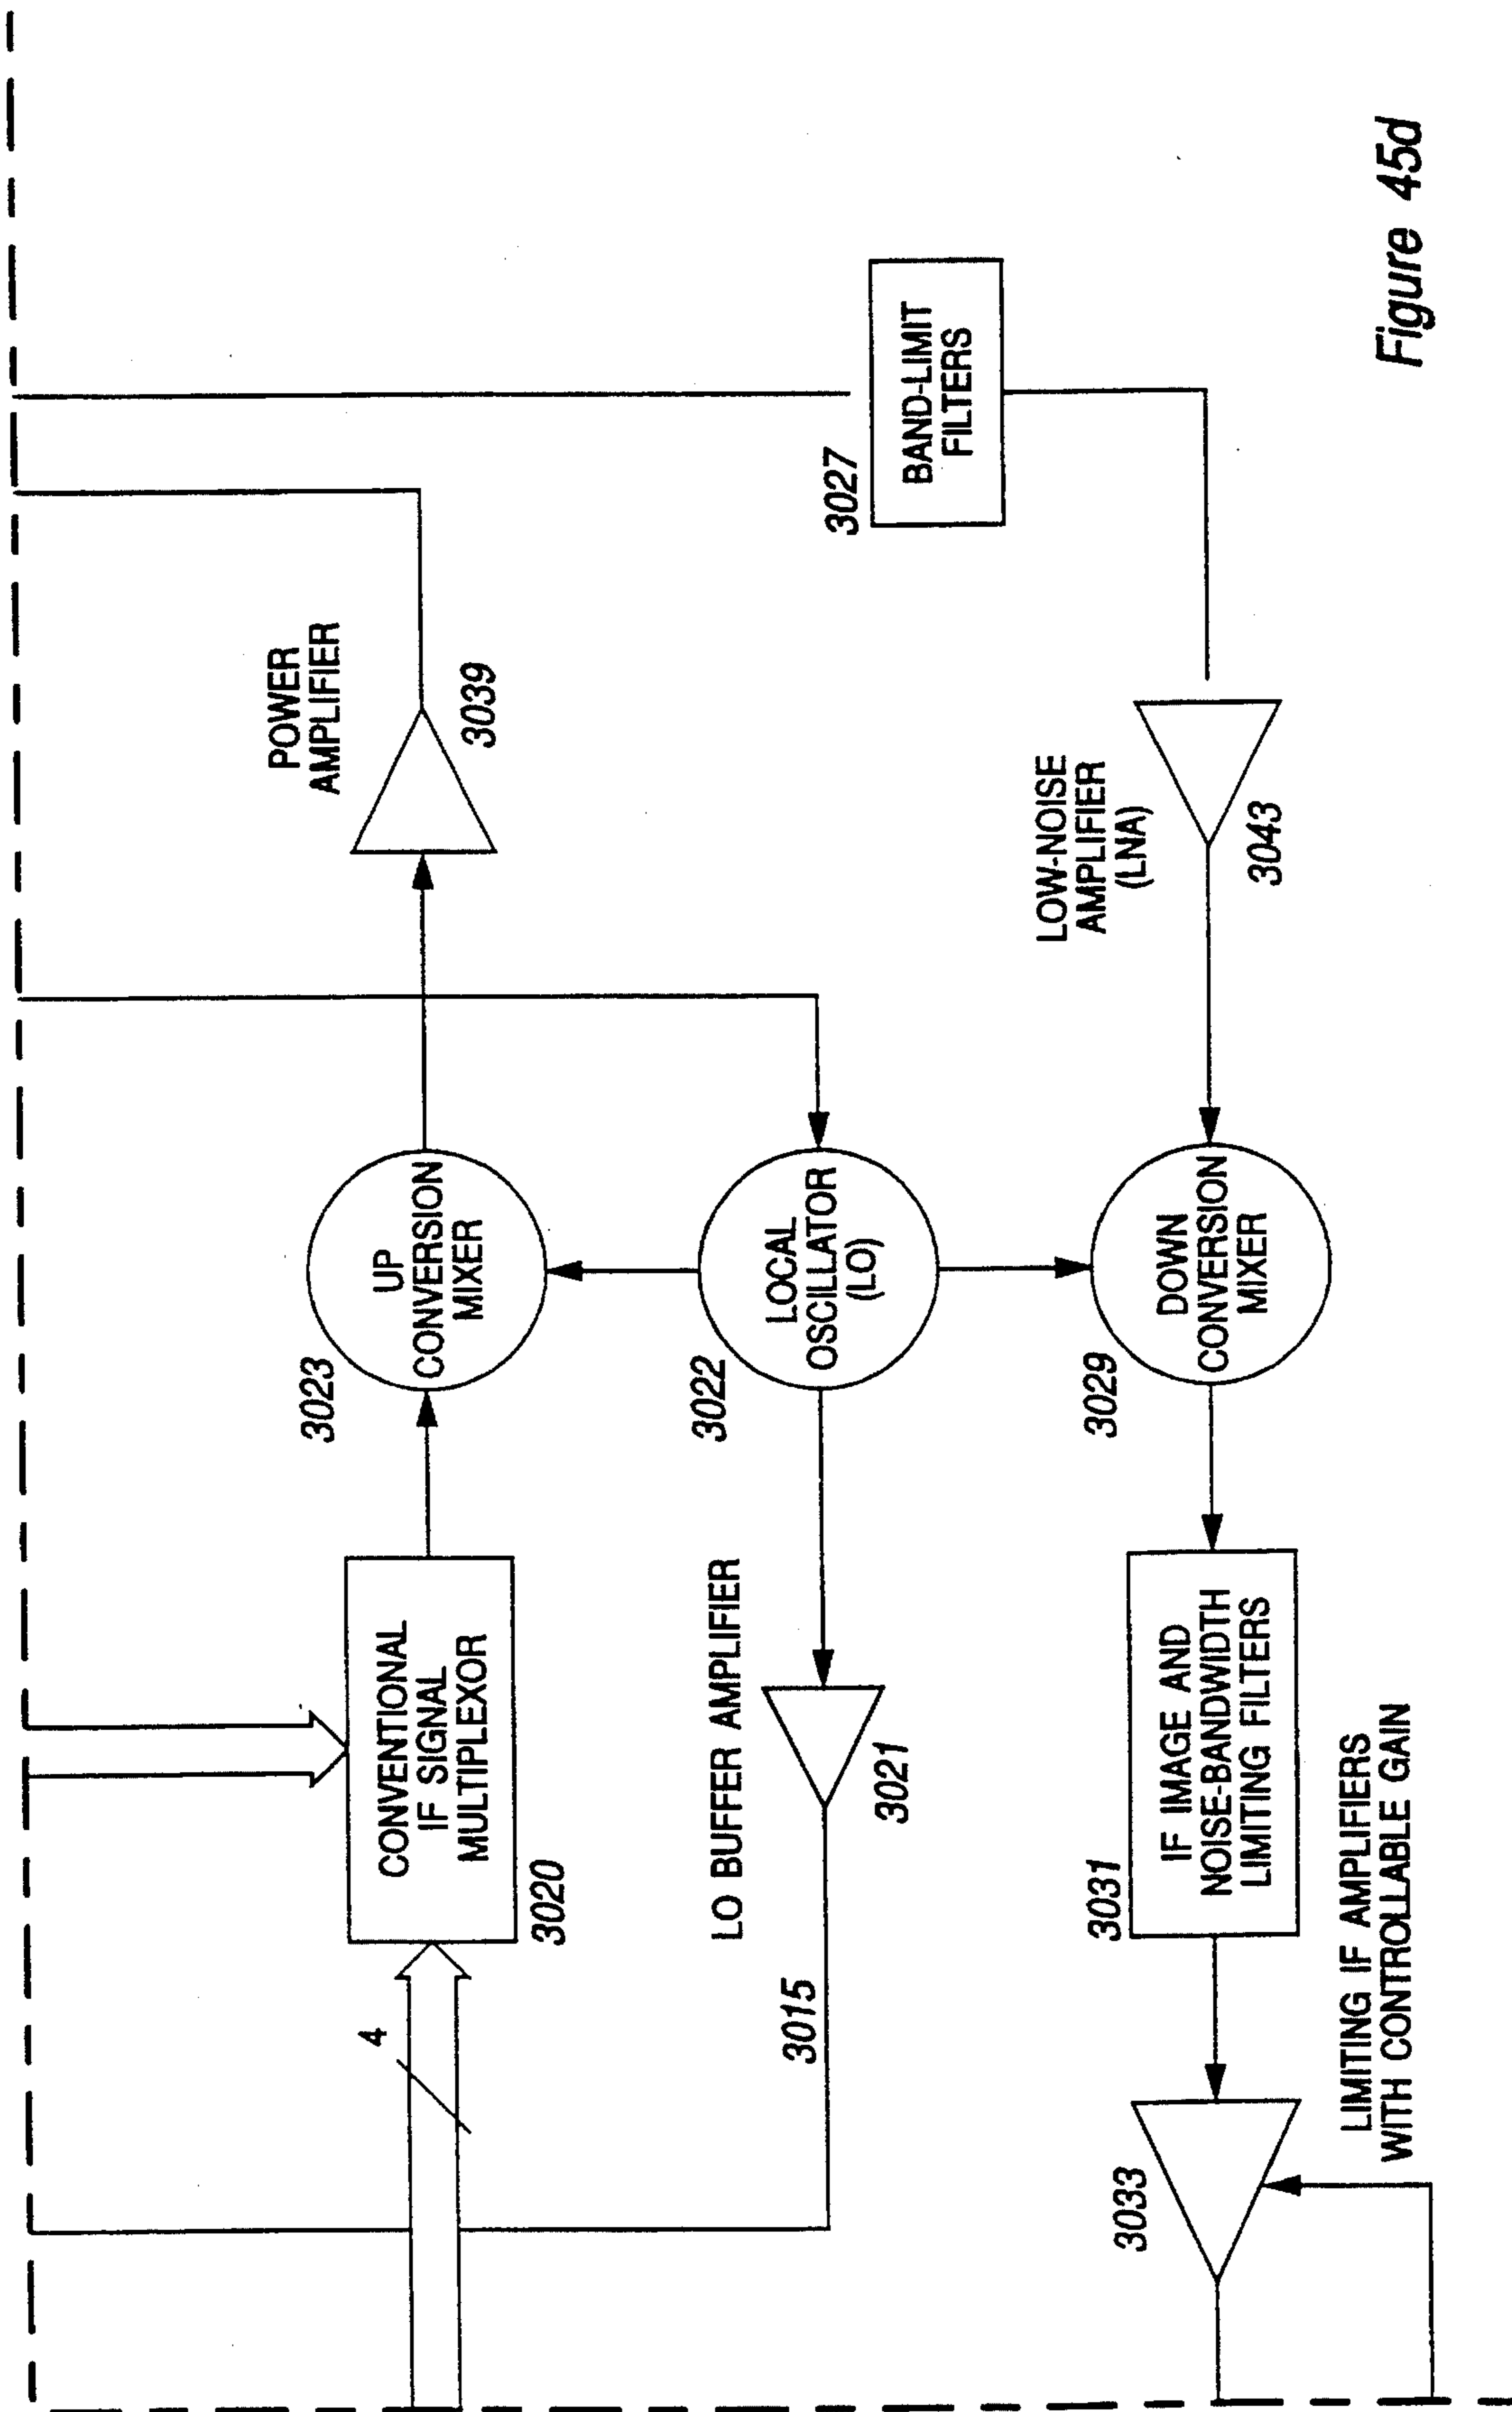 POWER
AMPLIFIER
3039
UP
CONVERSION
MIXER
3023
CONVENTIONAL
IF SIGNAL
MULTIPLEXOR
3020
4
3027
BAND-LIMIT
FILTERS
LOCAL
OSCILLATOR
(LO)
3022
LO BUFFER AMPLIFIER
3021
3015
LOW-NOISE
AMPLIFIER
(LNA)
3043
DOWN
CONVERSION
MIXER
3029
IF IMAGE AND
NOISE-BANDWIDTH
LIMITING FILTERS
3031
3033
LIMITING IF AMPLIFIERS
WITH CONTROLLABLE GAIN
Figure 45d